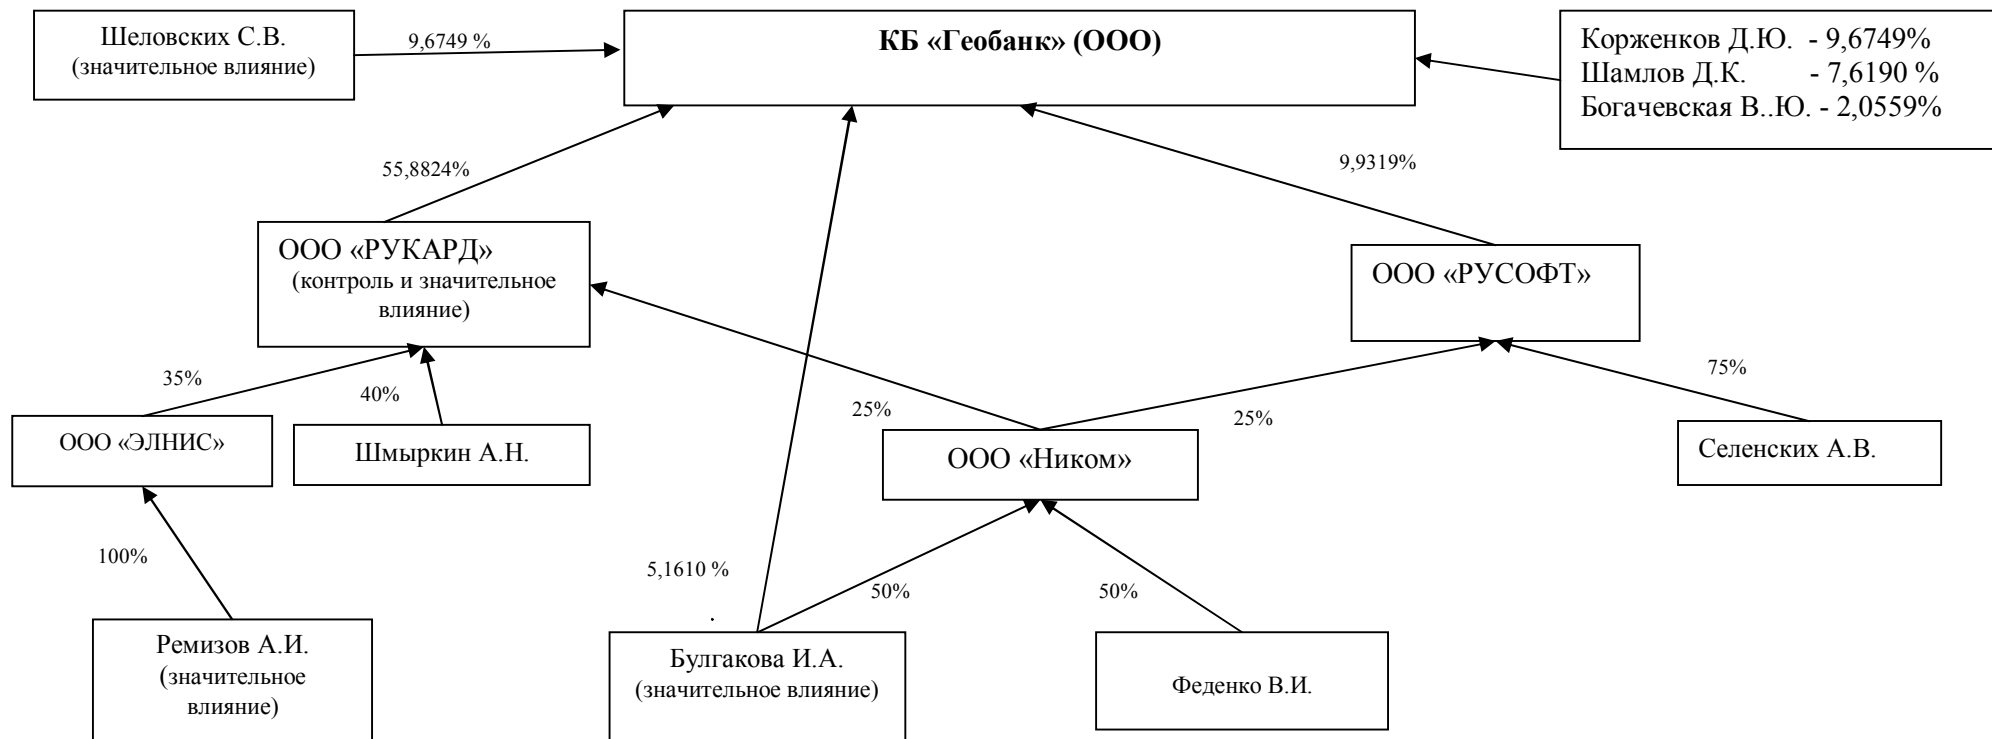 Шеловских С.В.
(значительное влияние)
9,6749 %
КБ «Геобанк» (ООО)
Корженков Д.Ю. - 9,6749%
Шамлов Д.К. - 7,6190 %
Богачевская В..Ю. - 2,0559%
55,8824%
9,9319%
ООО «РУКАРД»
(контроль и значительное
влияние)
ООО «РУСОФТ»
35%
40%
25%
25%
75%
ООО «ЭЛНИС»
Шмыркин А.Н.
ООО «Ником»
Селенских А.В.
100%
5,1610 %
50%
50%
Ремизов А.И.
(значительное
влияние)
Булгакова И.А.
(значительное влияние)
Феденко В.И.